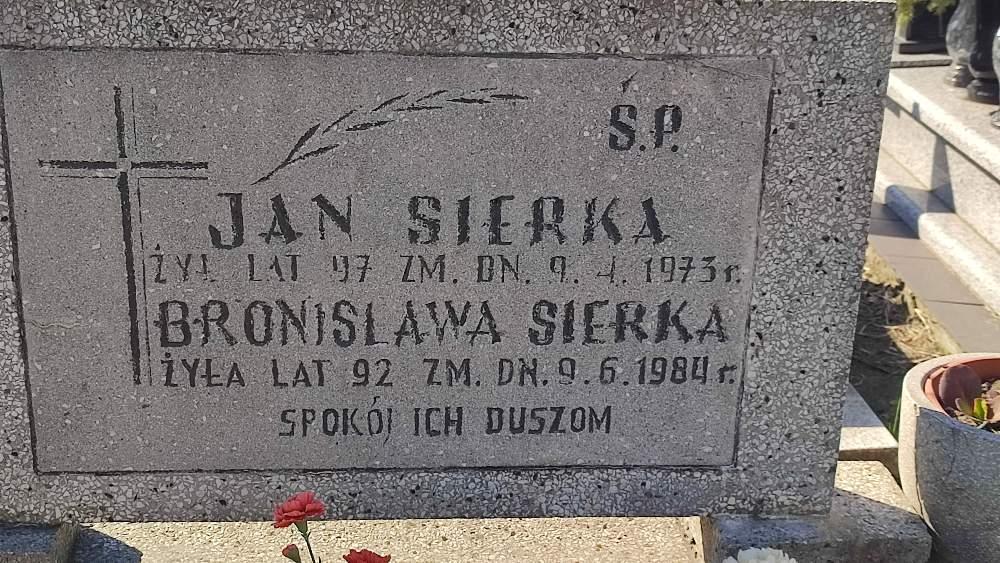 Ś.P.
JAN SIERKA
ŻYŁ LAT 97 ZM. DN. 9. 4. 1973 r.
BRONISŁAWA SIERKA
ŻYŁA LAT 92 ZM. DN. 9.6.1984 r.
SPOKÓJ ICH DUSZOM